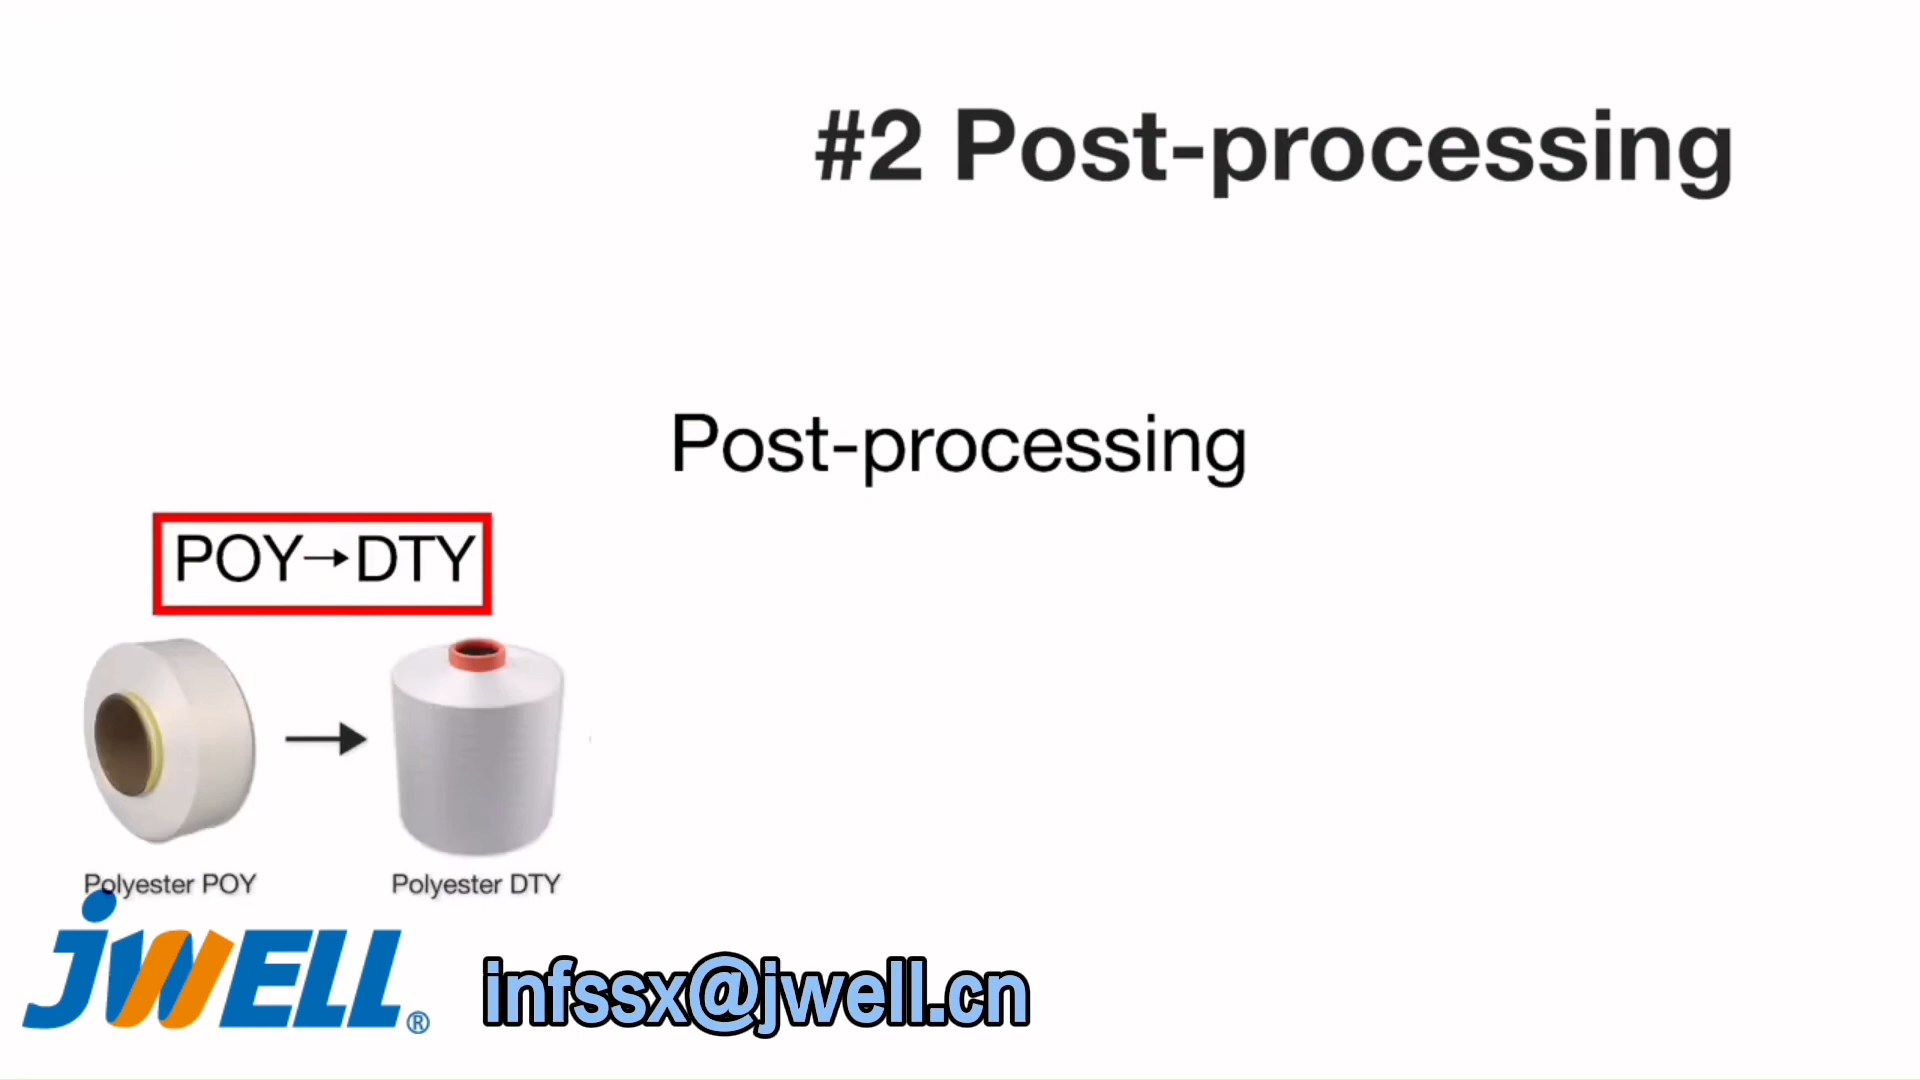 #2 Post-processing
Post-processing
POY→DTY
Polyester POY
Polyester DTY
JWELL®
infssx@jwell.cn